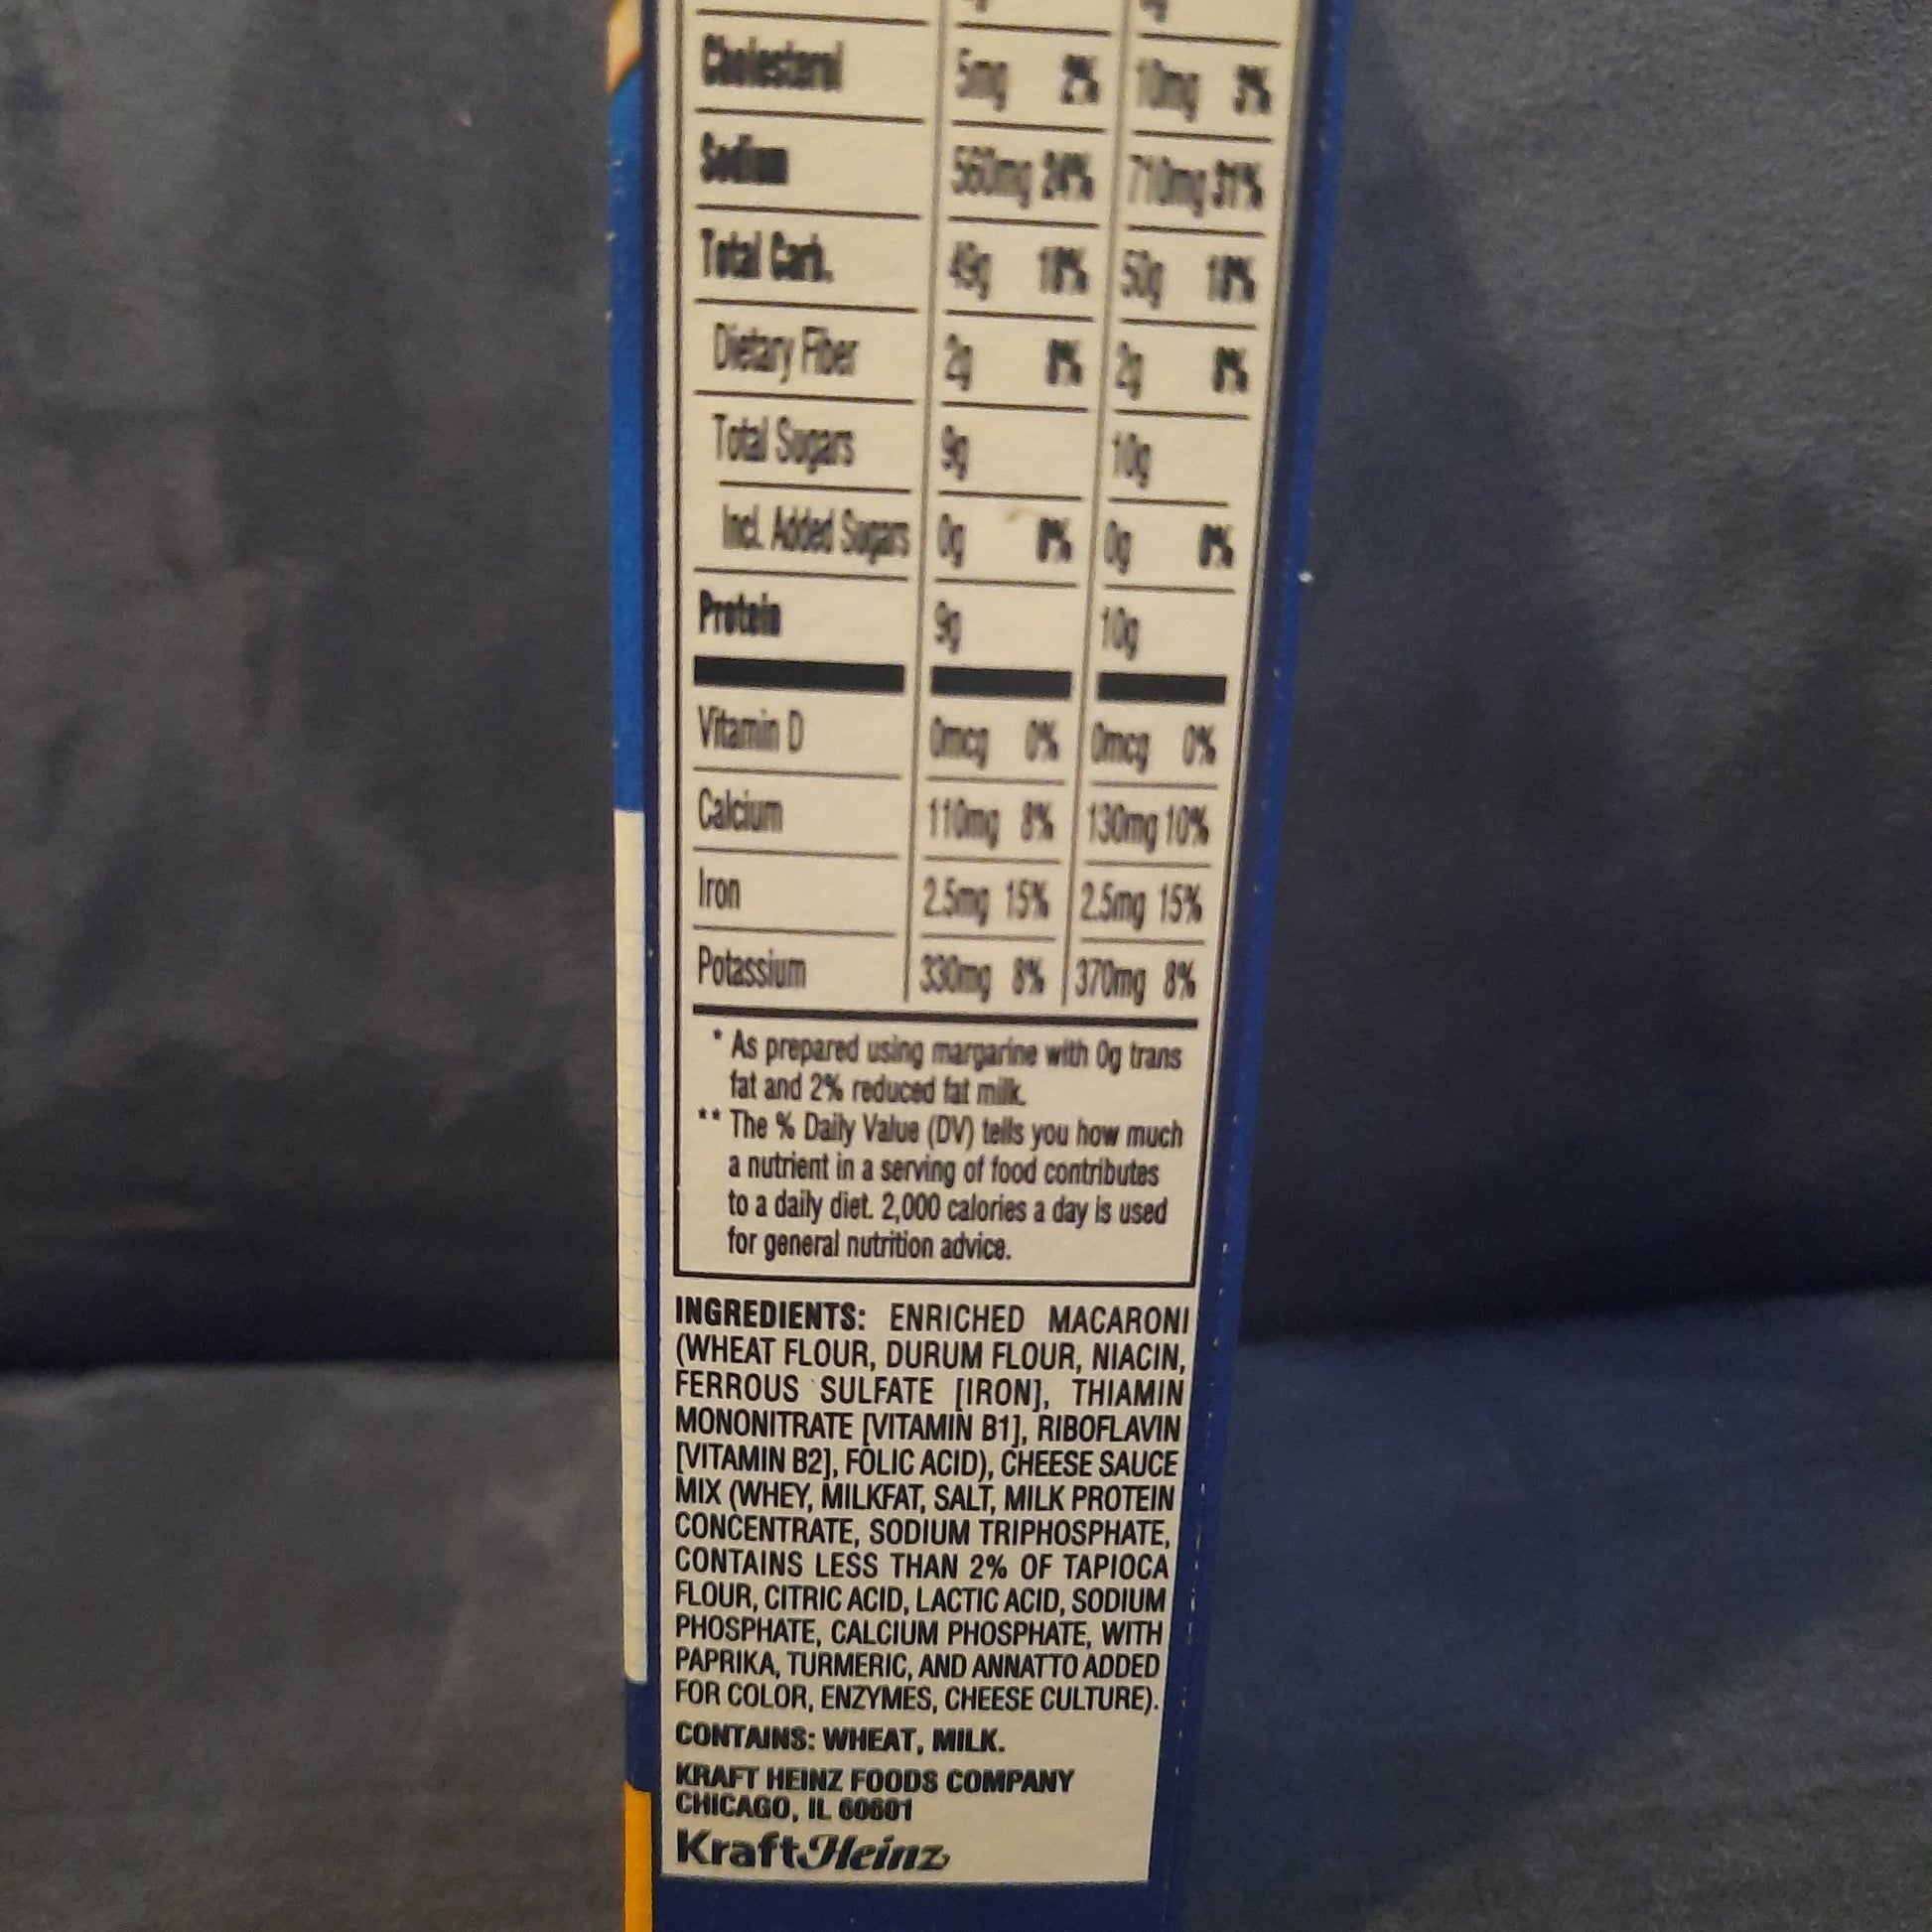 Cholesterol 5mg 2% 10mg 3%
Sodium 560mg 24% 710mg 31%
Total Carb. 49g 18% 50g 18%
Dietary Fiber 2g 8% 2g 8%
Total Sugars 9g 10g
Incl. Added Sugars 0g 0% 0g 0%
Protein 9g 10g
Vitamin D 0mcg 0% 0mcg 0%
Calcium 110mg 8% 130mg 10%
Iron 2.5mg 15% 2.5mg 15%
Potassium 330mg 8% 370mg 8%
* As prepared using margarine with 0g trans
fat and 2% reduced fat milk.
** The % Daily Value (DV) tells you how much
a nutrient in a serving of food contributes
to a daily diet. 2,000 calories a day is used
for general nutrition advice.
INGREDIENTS: ENRICHED MACARONI
(WHEAT FLOUR, DURUM FLOUR, NIACIN,
FERROUS SULFATE [IRON], THIAMIN
MONONITRATE [VITAMIN B1], RIBOFLAVIN
[VITAMIN B2], FOLIC ACID), CHEESE SAUCE
MIX (WHEY, MILKFAT, SALT, MILK PROTEIN
CONCENTRATE, SODIUM TRIPHOSPHATE,
CONTAINS LESS THAN 2% OF TAPIOCA
FLOUR, CITRIC ACID, LACTIC ACID, SODIUM
PHOSPHATE, CALCIUM PHOSPHATE, WITH
PAPRIKA, TURMERIC, AND ANNATTO ADDED
FOR COLOR, ENZYMES, CHEESE CULTURE).
CONTAINS: WHEAT, MILK.
KRAFT HEINZ FOODS COMPANY
CHICAGO, IL 60601
KraftHeinz